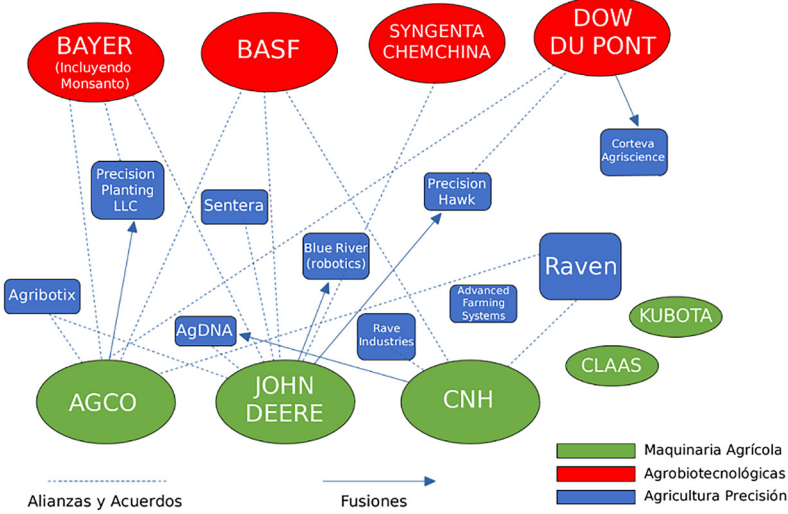 BAYER
(Incluyendo
Monsanto)
BASF
SYNGENTA
CHEMCHINA
DOW
DU PONT
Precision
Planting
LLC
Sentera
Precision
Hawk
Corteva
Agriscience
Blue River
(robotics)
Raven
Agribotix
AgDNA
Rave
Industries
Advanced
Farming
Systems
KUBOTA
CLAAS
AGCO
JOHN
DEERE
CNH
Alianzas y Acuerdos
Fusiones
Maquinaria Agrícola
Agrobiotecnológicas
Agricultura Precisión